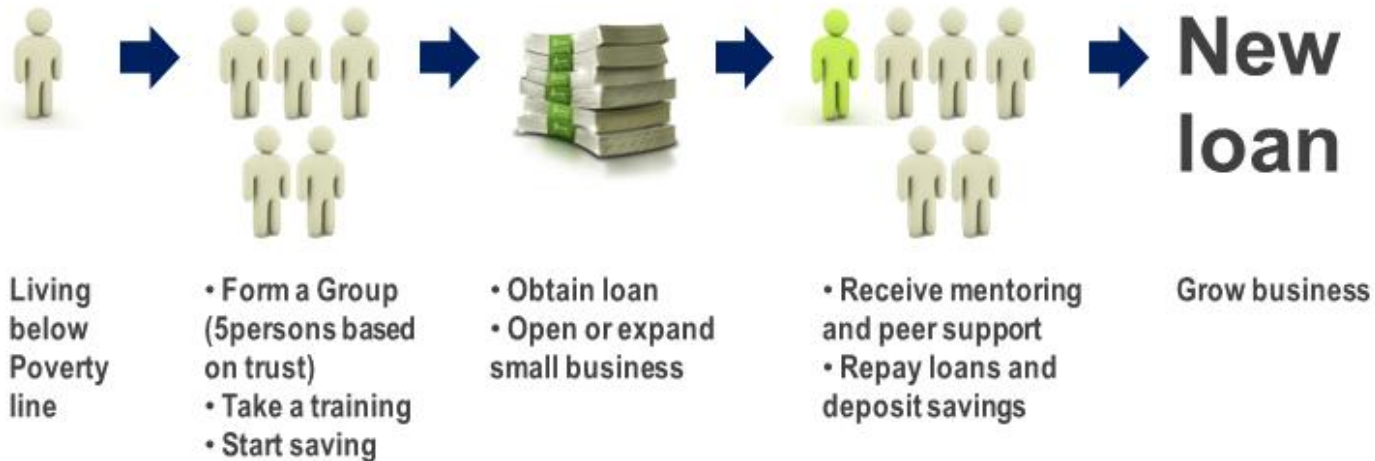 New
loan
Living
below
Poverty
line
• Form a Group
(5persons based
on trust)
• Take a training
• Start saving
• Obtain loan
• Open or expand
small business
• Receive mentoring
and peer support
• Repay loans and
deposit savings
Grow business